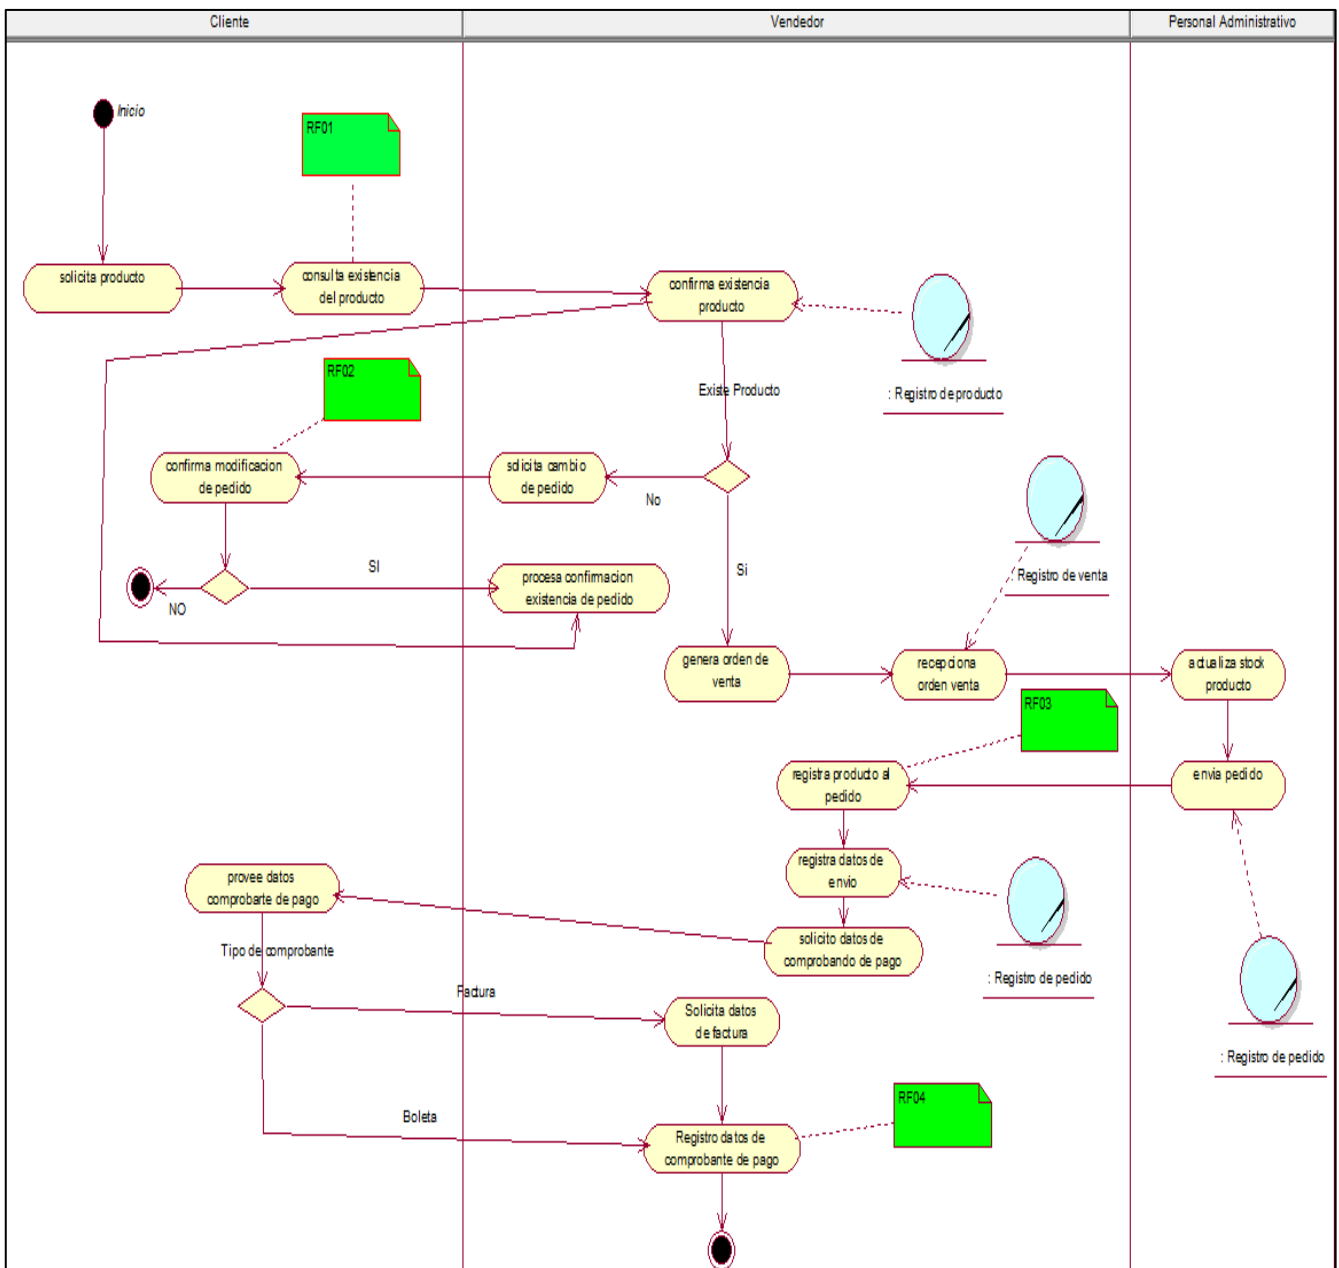 Cliente
Vendedor
Personal Administrativo
Inicio
RF01
solicita producto
consulta existencia
del producto
confirma existencia
producto
: Registro de producto
Existe Producto
RF02
confirma modificacion
de pedido
solicita cambio
de pedido
No
Si
: Registro de venta
SI
NO
procesa confirmacion
existencia de pedido
genera orden de
venta
recepciona
orden venta
actualiza stock
producto
RF03
registra producto al
pedido
envia pedido
registra datos de
envio
provee datos
comprobarte de pago
solicito datos de
comprobando de pago
: Registro de pedido
Tipo de comprobante
Factura
Solicita datos
de factura
: Registro de pedido
Boleta
RF04
Registro datos de
comprobante de pago